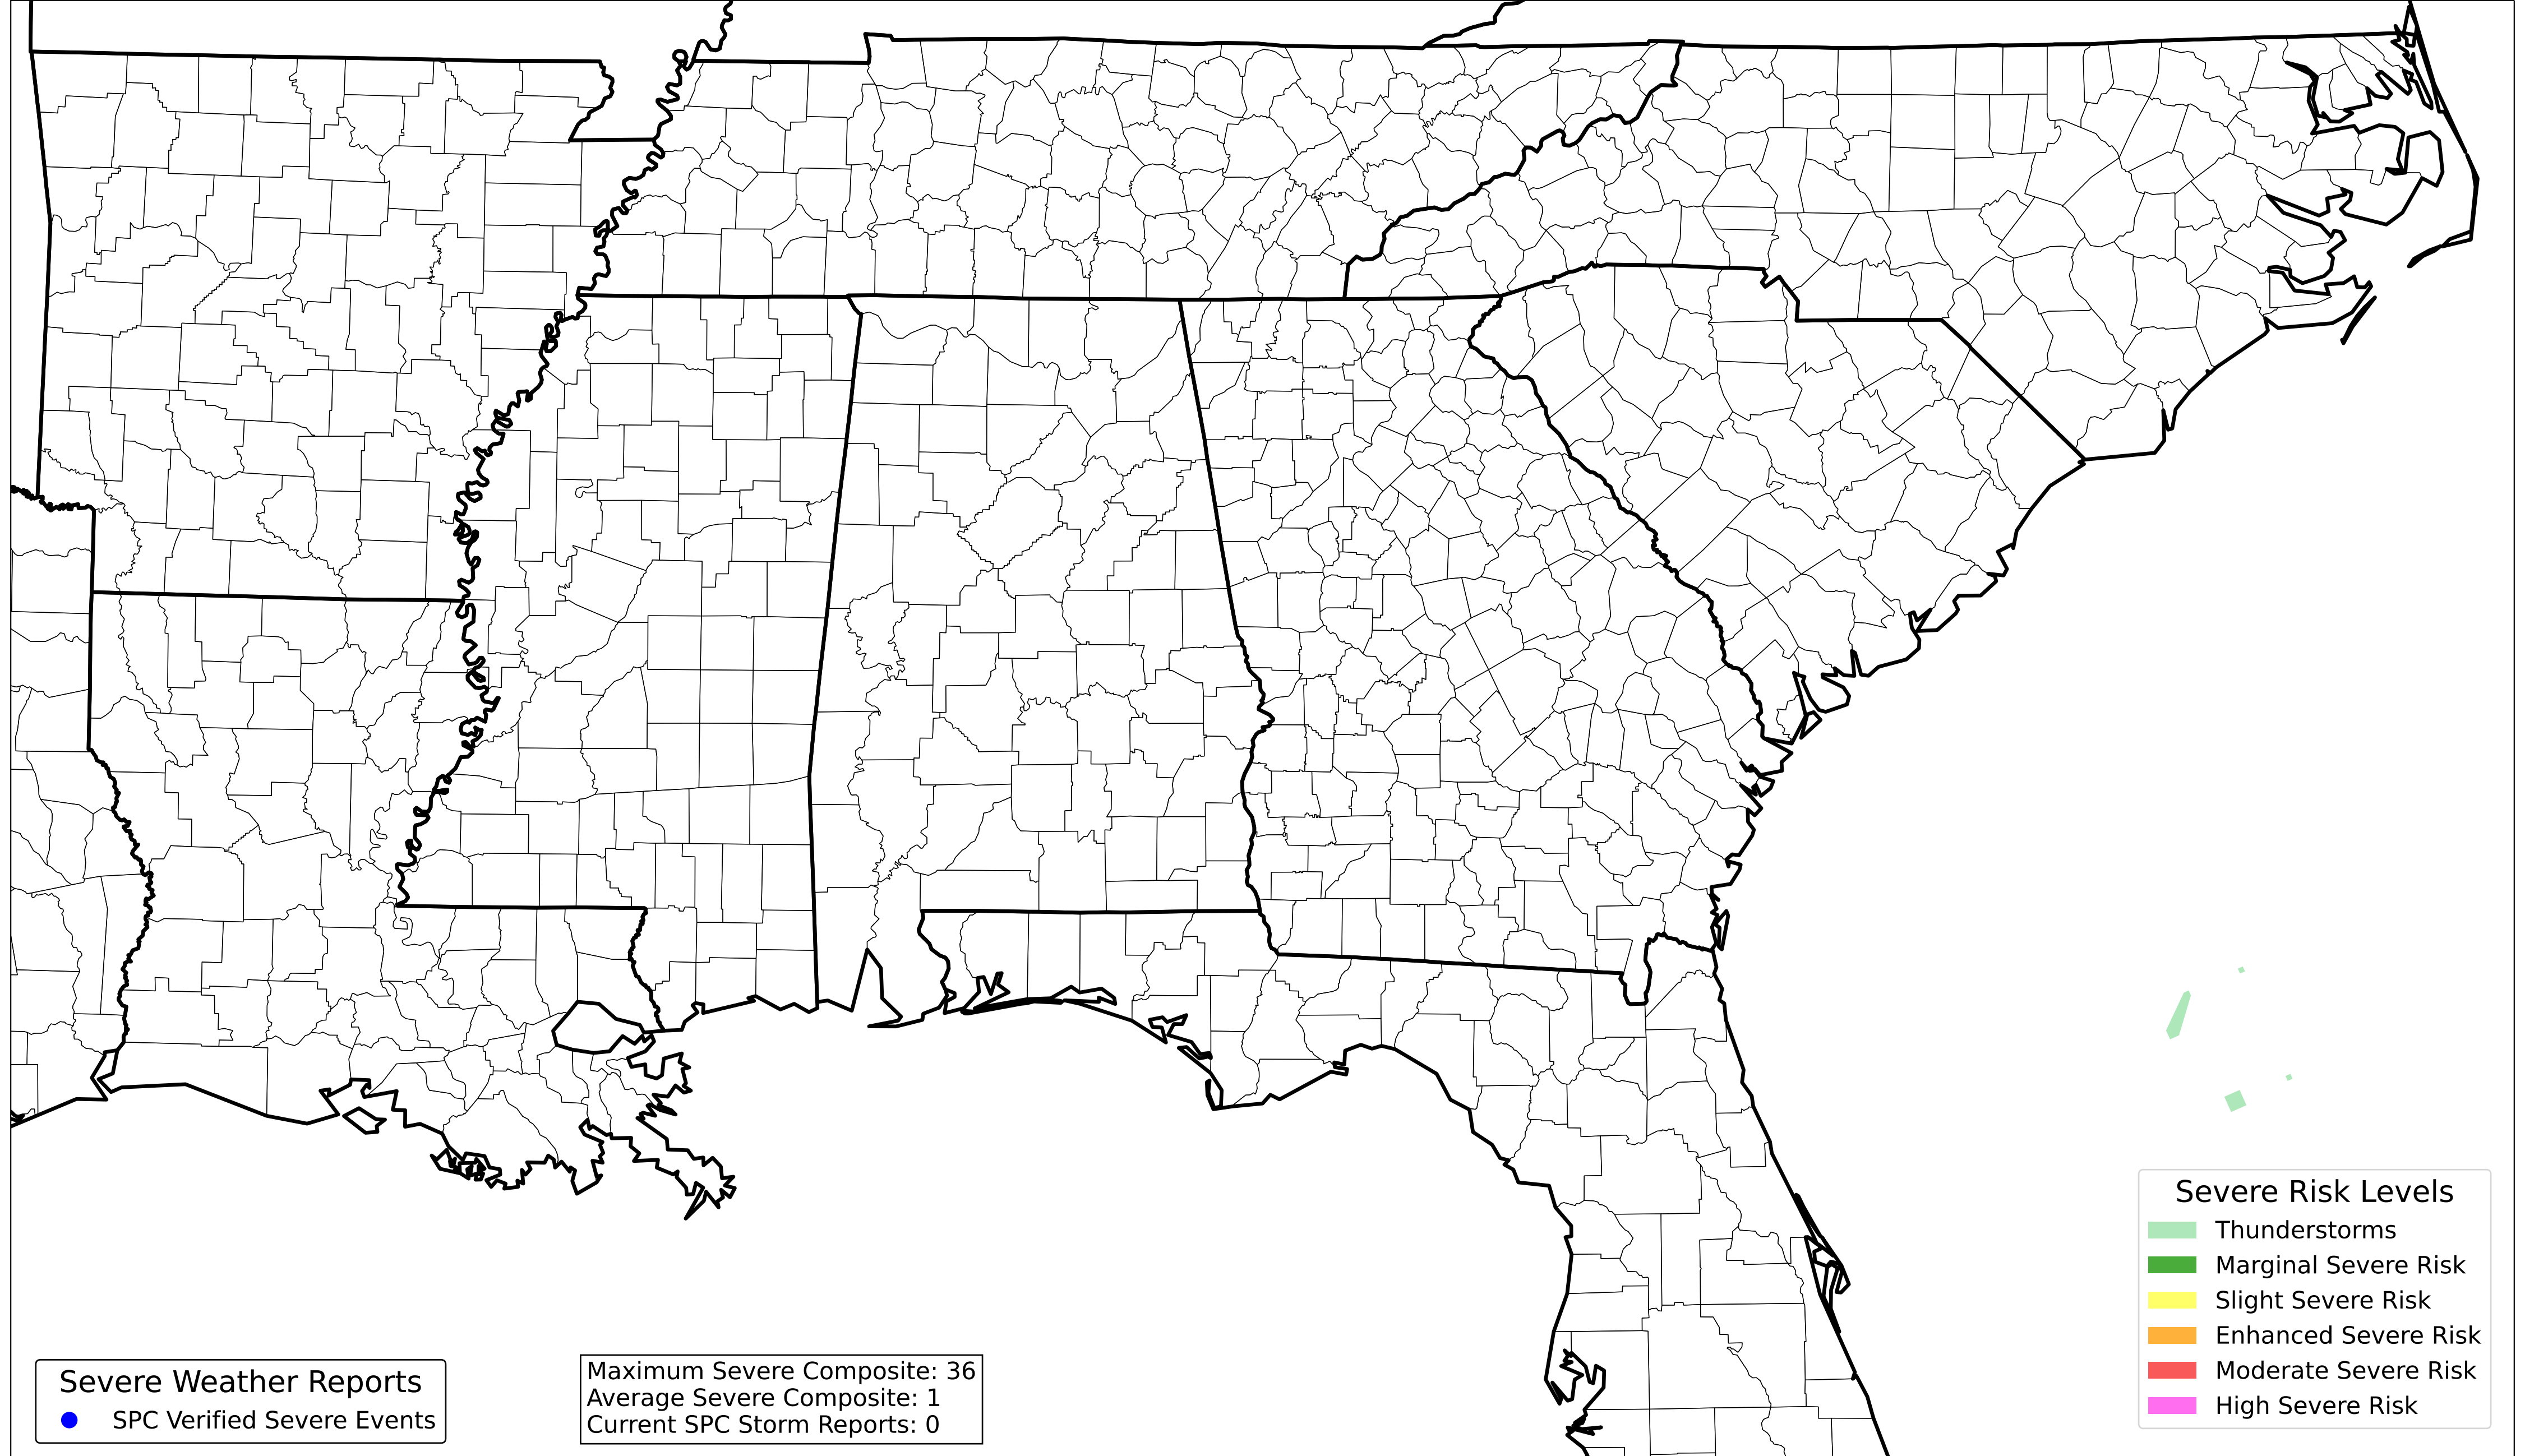 Severe Weather Reports
SPC Verified Severe Events
Maximum Severe Composite: 36
Average Severe Composite: 1
Current SPC Storm Reports: 0
Severe Risk Levels
Thunderstorms
Marginal Severe Risk
Slight Severe Risk
Enhanced Severe Risk
Moderate Severe Risk
High Severe Risk